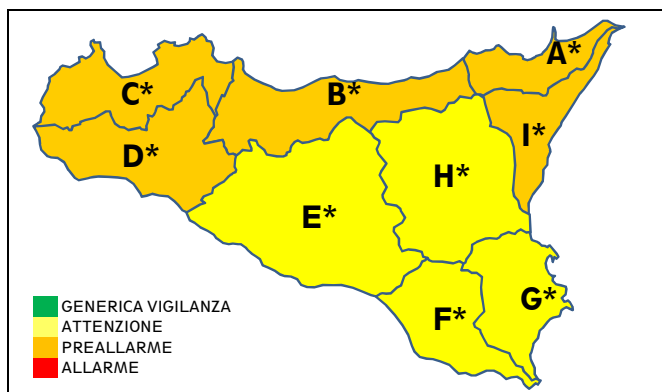 A*
C*
B*
I*
D*
H*
E*
G*
F*
GENERICA VIGILANZA
ATTENZIONE
PREALLARME
ALLARME